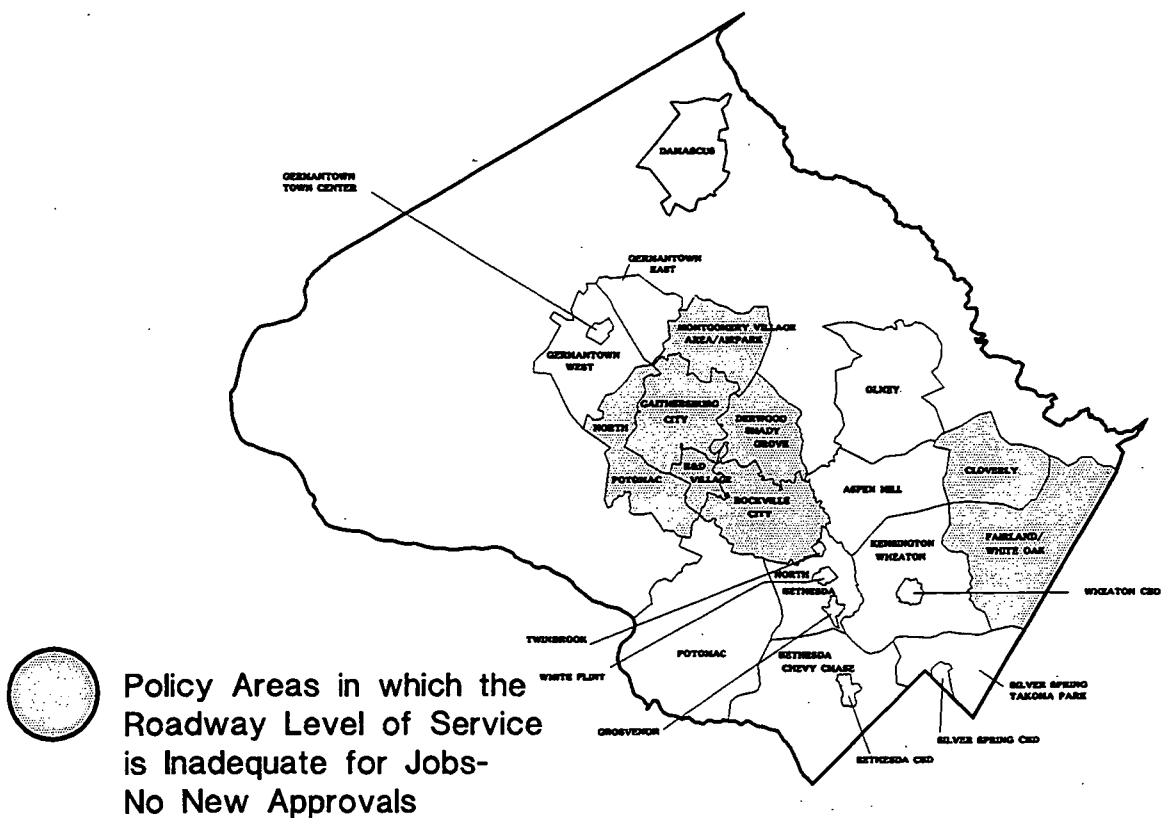 DAMASCUS
GERMANTOWN
TOWN CENTER
GERMANTOWN
EAST
MONTGOMERY VILLAGE
AREA/AIRPARK
GERMANTOWN
WEST
OLNEY
GAITHERSBURG
CITY
DERWOOD
SHADY
GROVE
NORTH
POTOMAC
R&D
VILLAGE
CLOVERLY
ASPEN HILL
ROCKVILLE
CITY
KENSINGTON
WHEATON
FAIRLAND/
WHITE OAK
NORTH
BETHESDA
WHEATON CBD
TWINBROOK
POTOMAC
BETHESDA
CHEVY CHASE
WHITE FLINT
SILVER SPRING
TAKOMA PARK
GROSVENOR
SILVER SPRING CBD
BETHESDA CBD
Policy Areas in which the
Roadway Level of Service
is Inadequate for Jobs-
No New Approvals